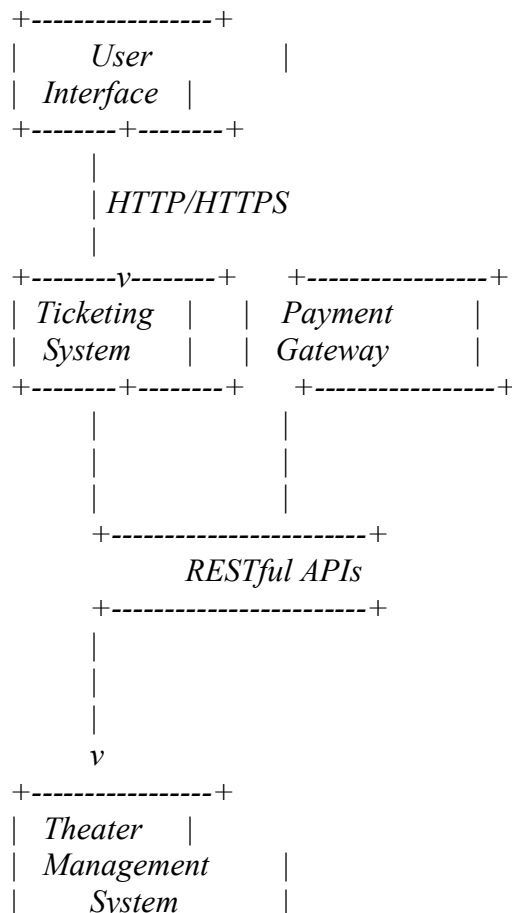 +-----------------+
|       User                |
|   Interface   |
+--------+--------+
         |
         | HTTP/HTTPS
         |
+--------v--------+     +-----------------+
|  Ticketing    |     |   Payment        |
|   System      |     |   Gateway        |
+--------+--------+     +-----------------+
         |                  |
         |                  |
         |                  |
         +------------------------+
                RESTful APIs
         +------------------------+
         |
         |
         |
         v
+-----------------+
|   Theater     |
|   Management       |
|       System             |